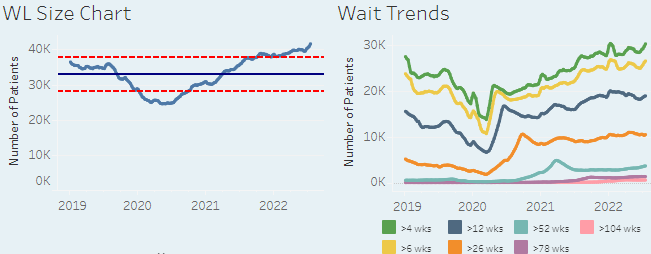 WL Size Chart
Number of Patients
40K
30K
20K
10K
0K
2019 2020 2021 2022
Wait Trends
Number of Patients
30K
20K
10K
0K
2019 2020 2021 2022
>4 wks >12 wks >52 wks >104 wks
>6 wks >26 wks >78 wks